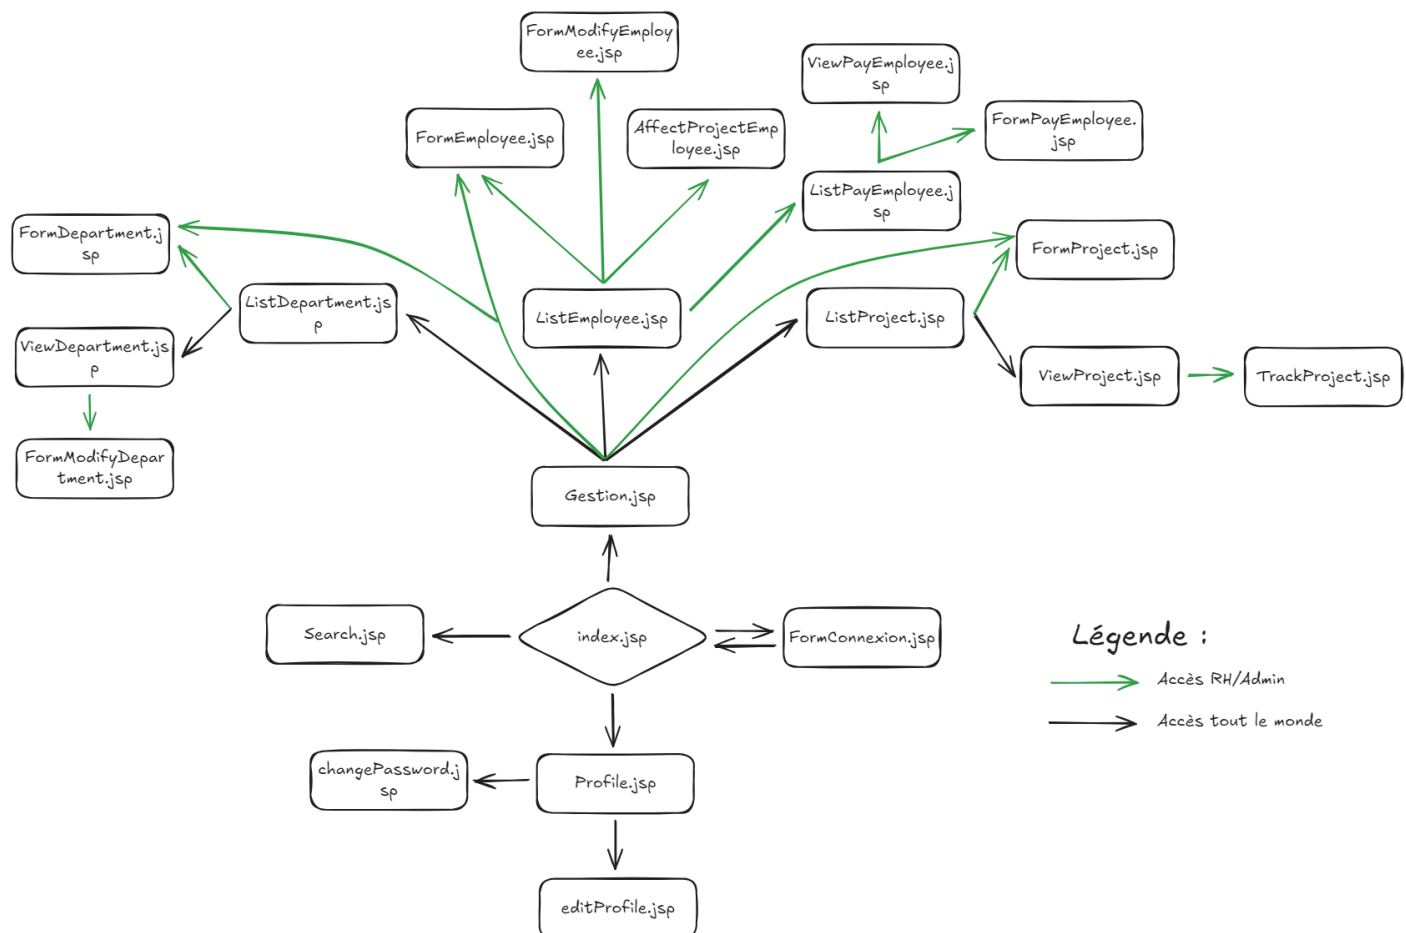 FormModifyEmploy
ee.jsp
ViewPayEmployee.j
sp
FormEmployee.jsp
AffectProjectEmp
loyee.jsp
FormPayEmployee.
jsp
ListPayEmployee.j
sp
FormDepartment.j
sp
FormProject.jsp
ListDepartment.js
p
ListEmployee.jsp
ListProject.jsp
ViewDepartment.js
p
ViewProject.jsp
TrackProject.jsp
FormModifyDepar
tment.jsp
Gestion.jsp
Search.jsp
index.jsp
FormConnexion.jsp
Légende :
Accès RH/Admin
Accès tout le monde
changePassword.j
sp
Profile.jsp
editProfile.jsp